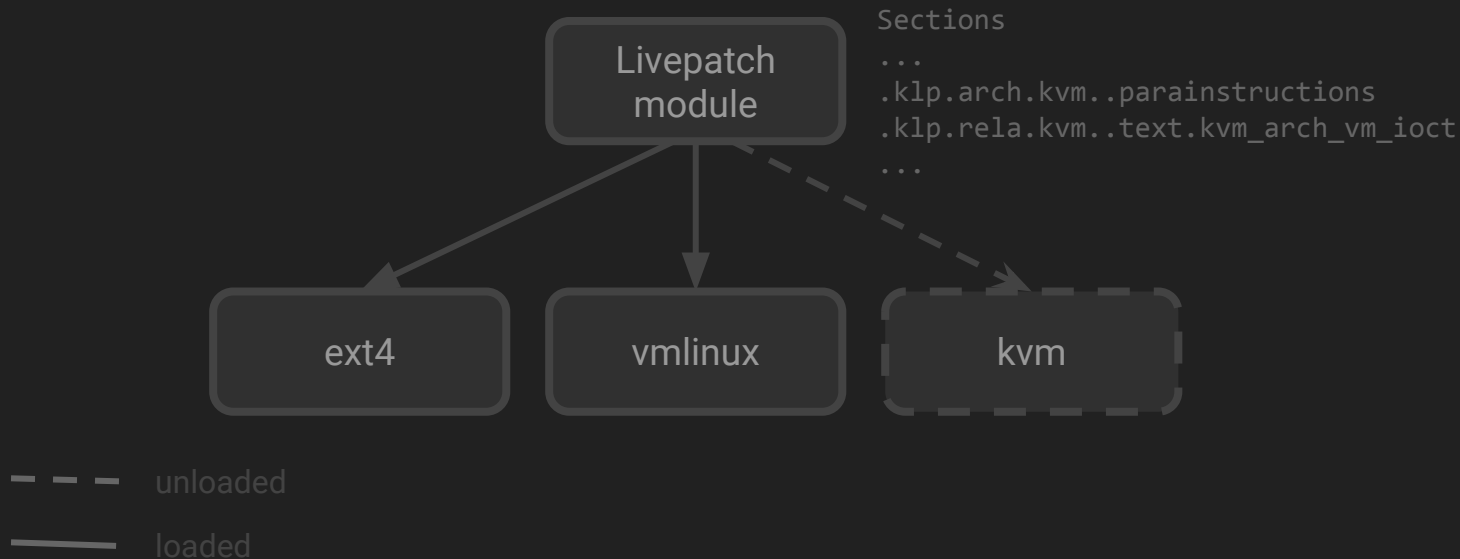 Livepatch
module
Sections
...
.klp.arch.kvm..parainstructions
.klp.rela.kvm..text.kvm_arch_vm_ioct
...
ext4
vmlinux
kvm
unloaded
loaded